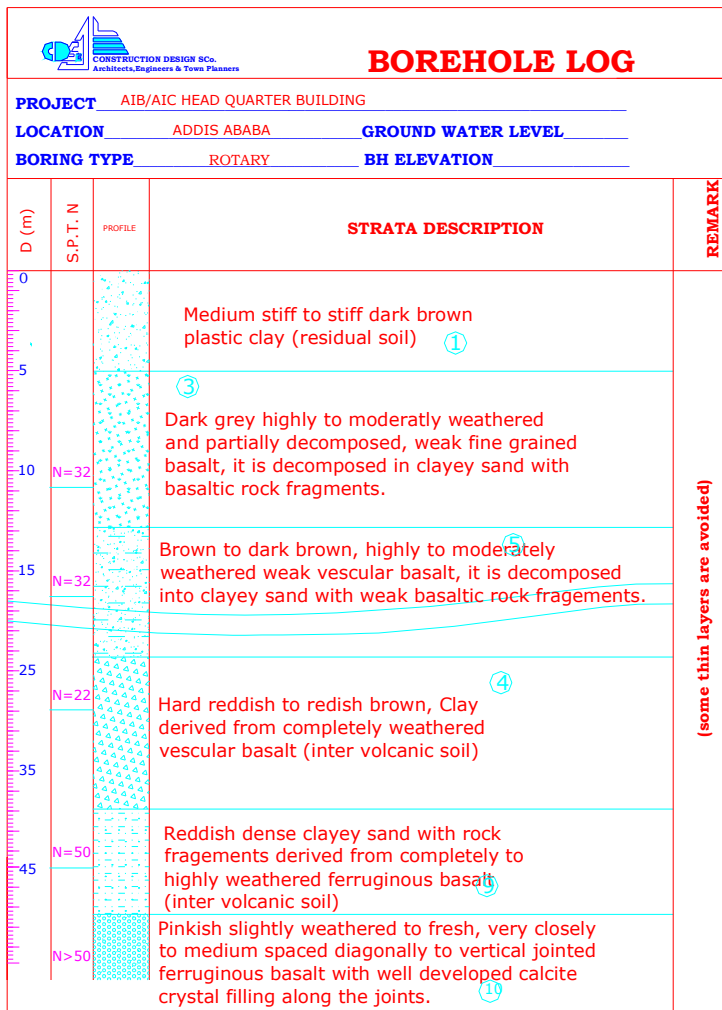 CONSTRUCTION DESIGN SCo.
Architects,Engineers & Town Planners
BOREHOLE LOG
PROJECT AIB/AIC HEAD QUARTER BUILDING
LOCATION ADDIS ABABA GROUND WATER LEVEL
BORING TYPE ROTARY BH ELEVATION
D (m)
S.P.T. N
PROFILE
STRATA DESCRIPTION
REMARK
0
Medium stiff to stiff dark brown
plastic clay (residual soil)
1
5
3
Dark grey highly to moderatly weathered
and partially decomposed, weak fine grained
basalt, it is decomposed in clayey sand with
basaltic rock fragments.
10
N=32
5
Brown to dark brown, highly to moderately
weathered weak vescular basalt, it is decomposed
into clayey sand with weak basaltic rock fragements.
15
N=32
25
4
N=22
Hard reddish to redish brown, Clay
derived from completely weathered
vescular basalt (inter volcanic soil)
35
Reddish dense clayey sand with rock
fragements derived from completely to
highly weathered ferruginous basalt
(inter volcanic soil)
N=50
45
9
Pinkish slightly weathered to fresh, very closely
to medium spaced diagonally to vertical jointed
ferruginous basalt with well developed calcite
crystal filling along the joints.
N>50
10
(some thin layers are avoided)